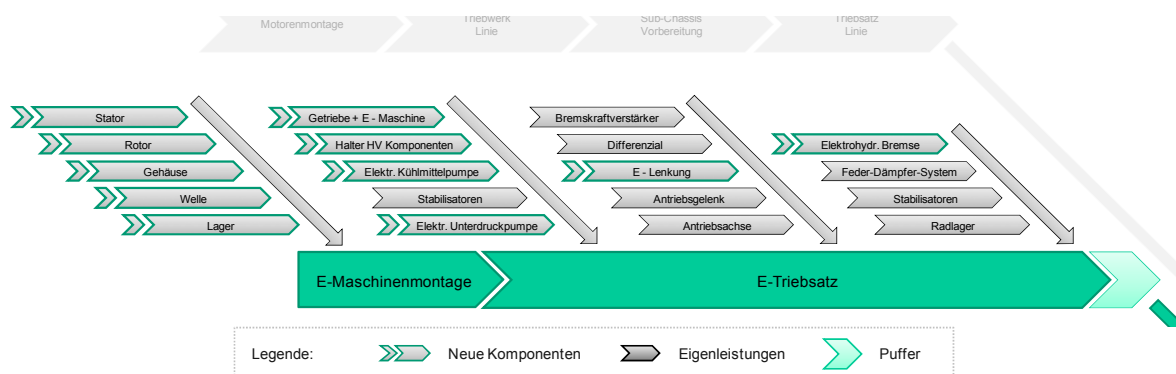 Motorenmontage
Triebwerk
Linie
Sub-Chassis
Vorbereitung
Triebsatz
Linie
Stator
Rotor
Gehäuse
Welle
Lager
Getriebe + E - Maschine
Halter HV Komponenten
Elektr. Kühlmittelpumpe
Stabilisatoren
Elektr. Unterdruckpumpe
Bremskraftverstärker
Differenzial
E - Lenkung
Antriebsgelenk
Antriebsachse
Elektrohydr. Bremse
Feder-Dämpfer-System
Stabilisatoren
Radlager
E-Maschinenmontage
E-Triebsatz
Legende:
Neue Komponenten
Eigenleistungen
Puffer